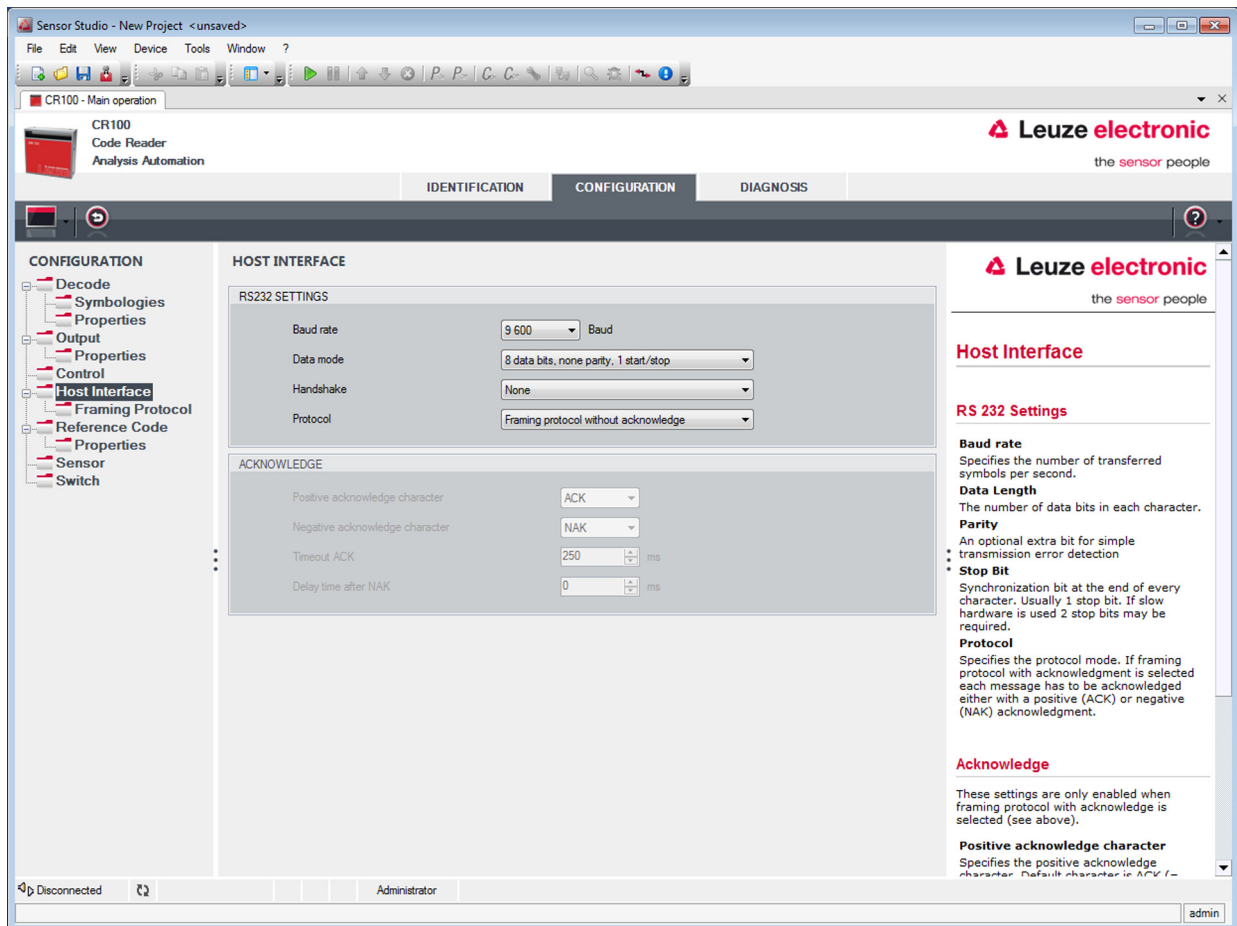 Sensor Studio - New Project <unsaved>
File Edit View Device Tools Window ?
CR100 - Main operation
CR100
Code Reader
Analysis Automation
Leuze electronic
the sensor people
IDENTIFICATION CONFIGURATION DIAGNOSIS
CONFIGURATION
Decode
Symbologies
Properties
Output
Properties
Control
Host Interface
Framing Protocol
Reference Code
Properties
Sensor
Switch
HOST INTERFACE
RS232 SETTINGS
Baud rate 9 600 Baud
Data mode 8 data bits, none parity, 1 start/stop
Handshake None
Protocol Framing protocol without acknowledge
ACKNOWLEDGE
Positive acknowledge character ACK
Negative acknowledge character NAK
Timeout ACK 250 ms
Delay time after NAK 0 ms
Leuze electronic
the sensor people
Host Interface
RS 232 Settings
Baud rate
Specifies the number of transferred
symbols per second.
Data Length
The number of data bits in each character.
Parity
An optional extra bit for simple
transmission error detection
Stop Bit
Synchronization bit at the end of every
character. Usually 1 stop bit. If slow
hardware is used 2 stop bits may be
required.
Protocol
Specifies the protocol mode. If framing
protocol with acknowledgment is selected
each message has to be acknowledged
either with a positive (ACK) or negative
(NAK) acknowledgment.
Acknowledge
These settings are only enabled when
framing protocol with acknowledge is
selected (see above).
Positive acknowledge character
Specifies the positive acknowledge
character. Default character is ACK (=
Disconnected Administrator
admin